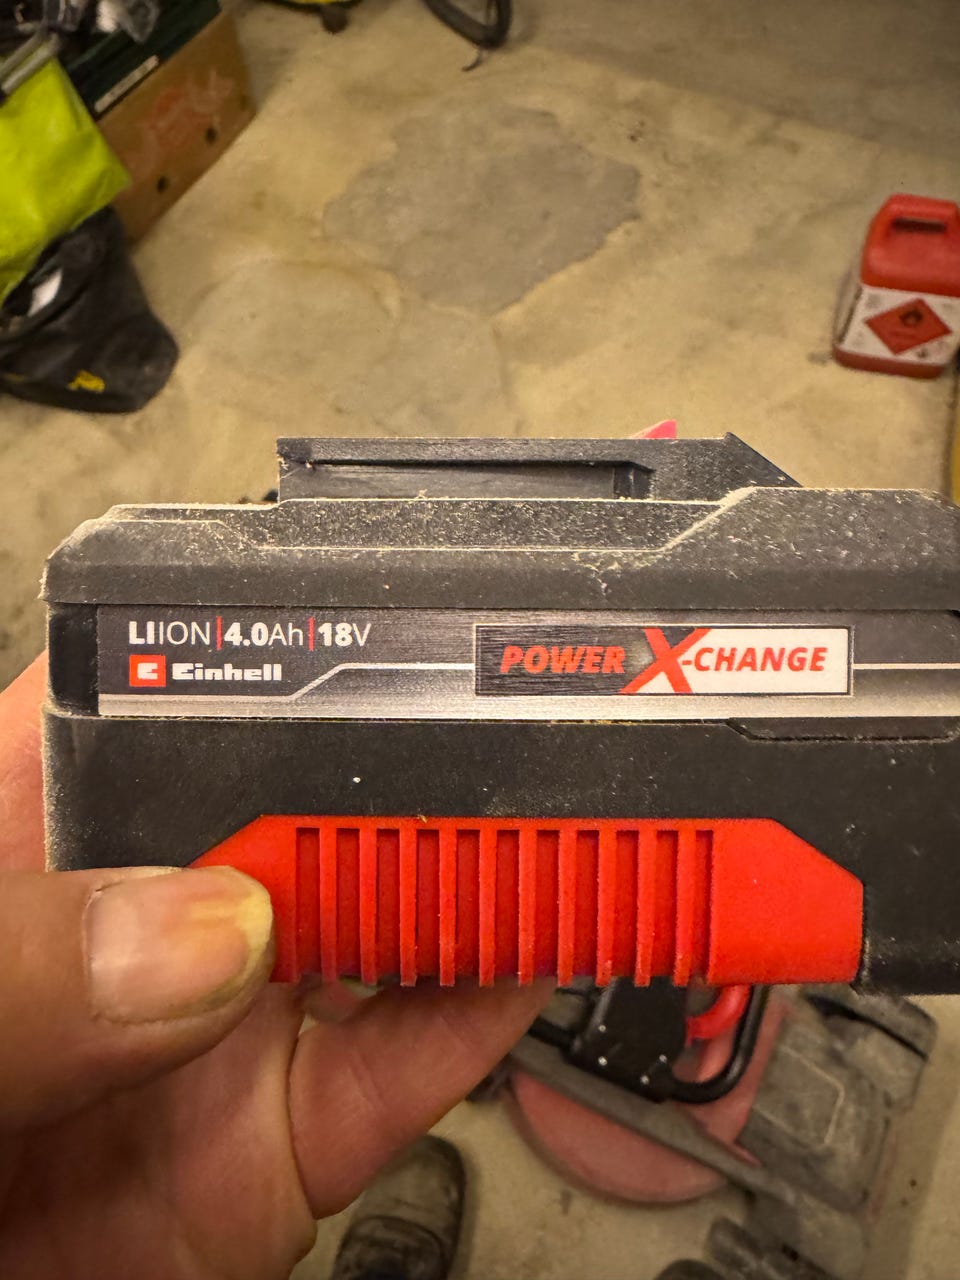 LIION|4.0Ah|18V
Einhell
POWER X-CHANGE